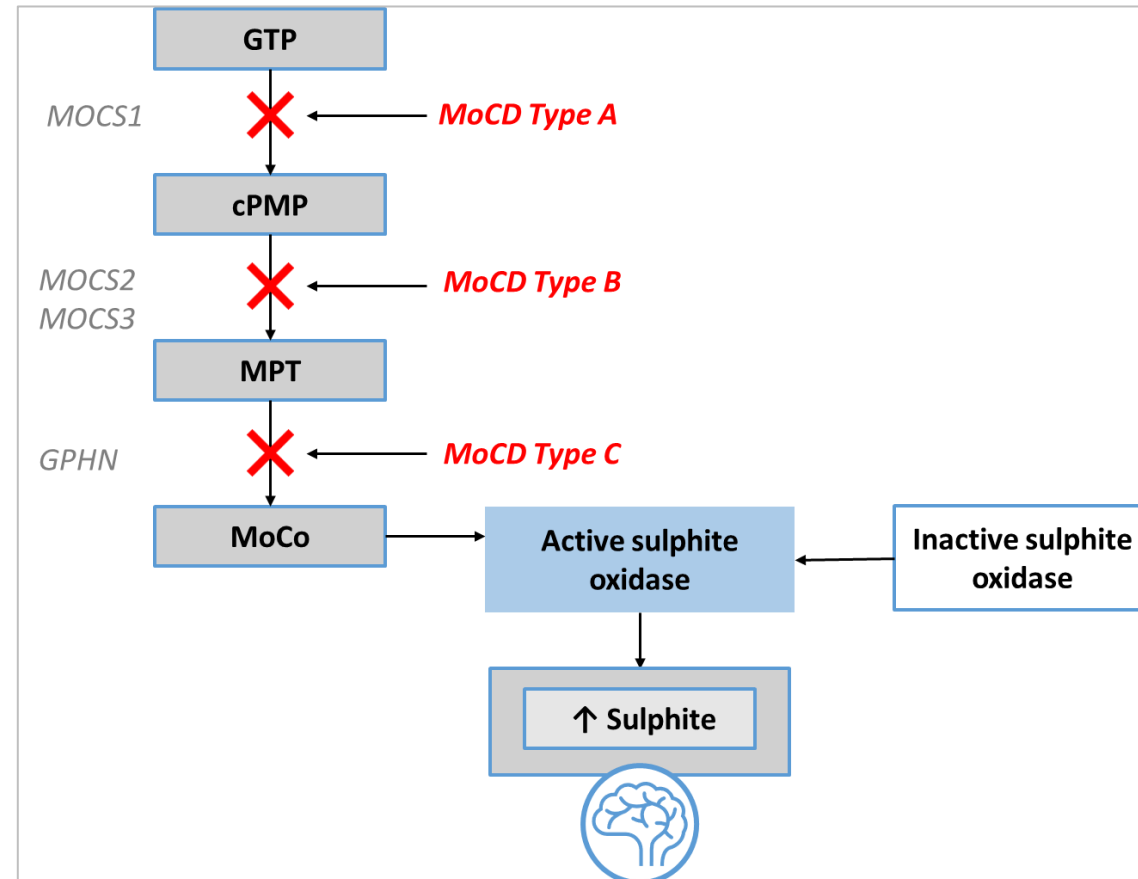 GTP
MOCS1
MoCD Type A
cPMP
MOCS2
MOCS3
MoCD Type B
MPT
GPHN
MoCD Type C
MoCo
Active sulphite
oxidase
Inactive sulphite
oxidase
↑ Sulphite